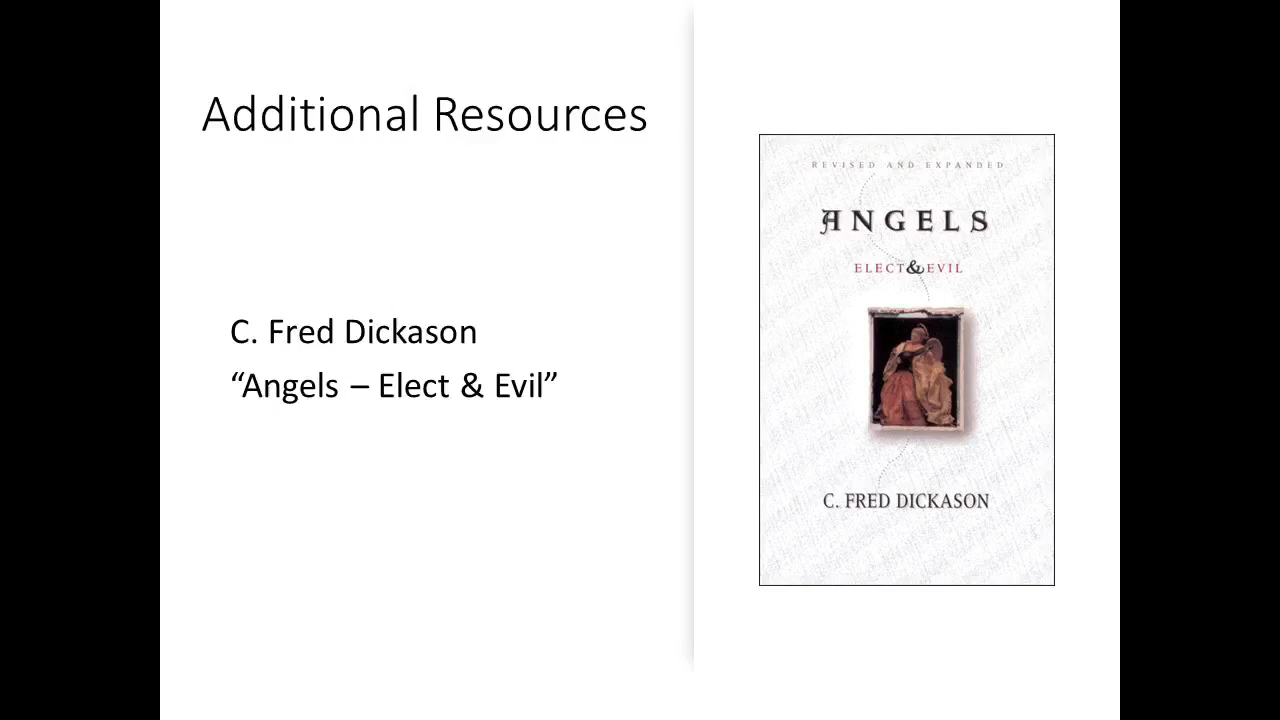 Additional Resources
C. Fred Dickason
“Angels – Elect & Evil”
REVISED AND EXPANDED
ANGELS
ELECT & EVIL
C. FRED DICKASON